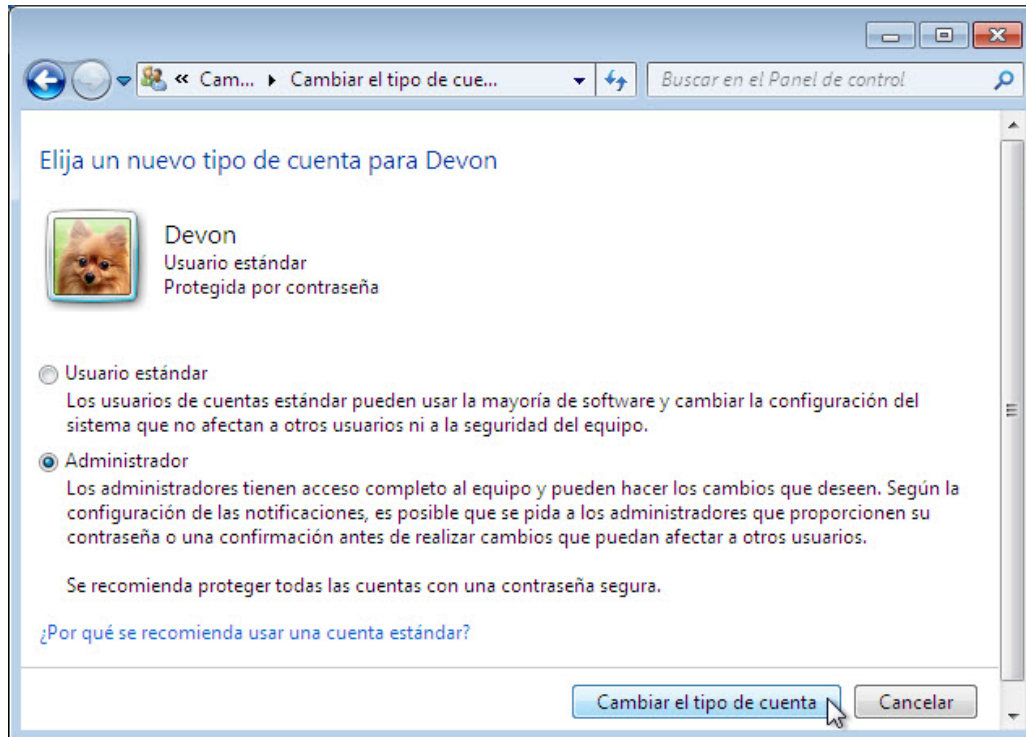 « Cam... ▸ Cambiar el tipo de cue...
Buscar en el Panel de control
Elija un nuevo tipo de cuenta para Devon
Devon
Usuario estándar
Protegida por contraseña
Usuario estándar
Los usuarios de cuentas estándar pueden usar la mayoría de software y cambiar la configuración del
sistema que no afectan a otros usuarios ni a la seguridad del equipo.
Administrador
Los administradores tienen acceso completo al equipo y pueden hacer los cambios que deseen. Según la
configuración de las notificaciones, es posible que se pida a los administradores que proporcionen su
contraseña o una confirmación antes de realizar cambios que puedan afectar a otros usuarios.
Se recomienda proteger todas las cuentas con una contraseña segura.
¿Por qué se recomienda usar una cuenta estándar?
Cambiar el tipo de cuenta
Cancelar